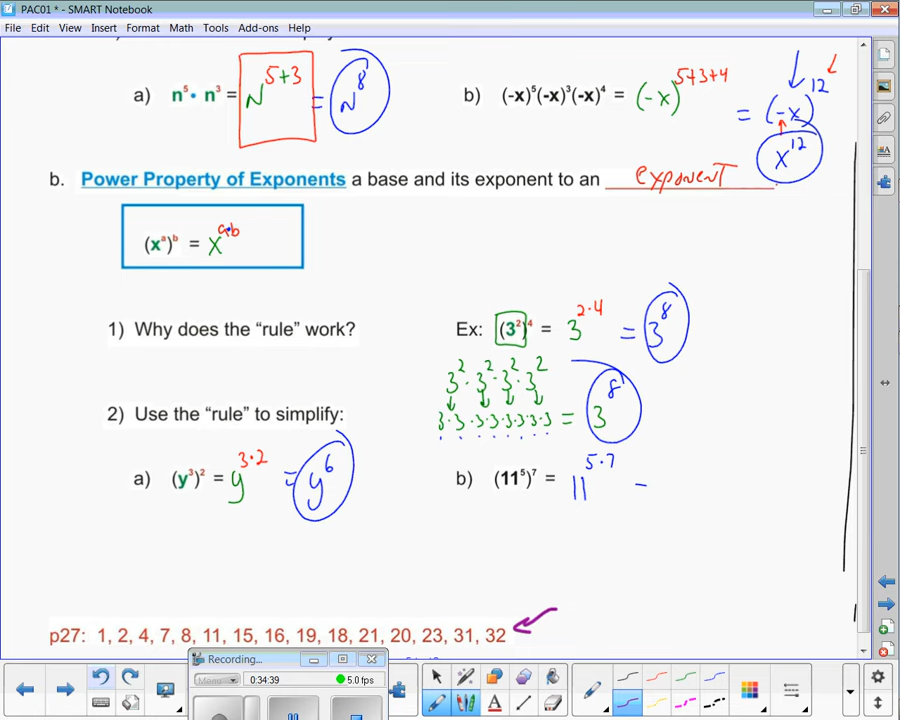 PAC01 * - SMART Notebook
File Edit View Insert Format Math Tools Add-ons Help
a) n⁵• n³ = N⁵⁺³ = N⁸
b) (-x)⁵(-x)³(-x)⁴ = (-x)⁵⁺³⁺⁴ = (-x)¹²
x¹²
b. Power Property of Exponents a base and its exponent to an exponent.
(xᵃ)ᵇ = xᵃ•ᵇ
1) Why does the “rule” work?
Ex: (3²)⁴ = 3²·⁴ = 3⁸
3² · 3² · 3² · 3²
3·3·3·3·3·3·3·3 = 3⁸
2) Use the “rule” to simplify:
a) (y³)² = y³•² = y⁶
b) (11⁵)⁷ = 11⁵·⁷ =
p27: 1, 2, 4, 7, 8, 11, 15, 16, 19, 18, 21, 20, 23, 31, 32
Recording...
Menu 0:34:39 5.0 fps